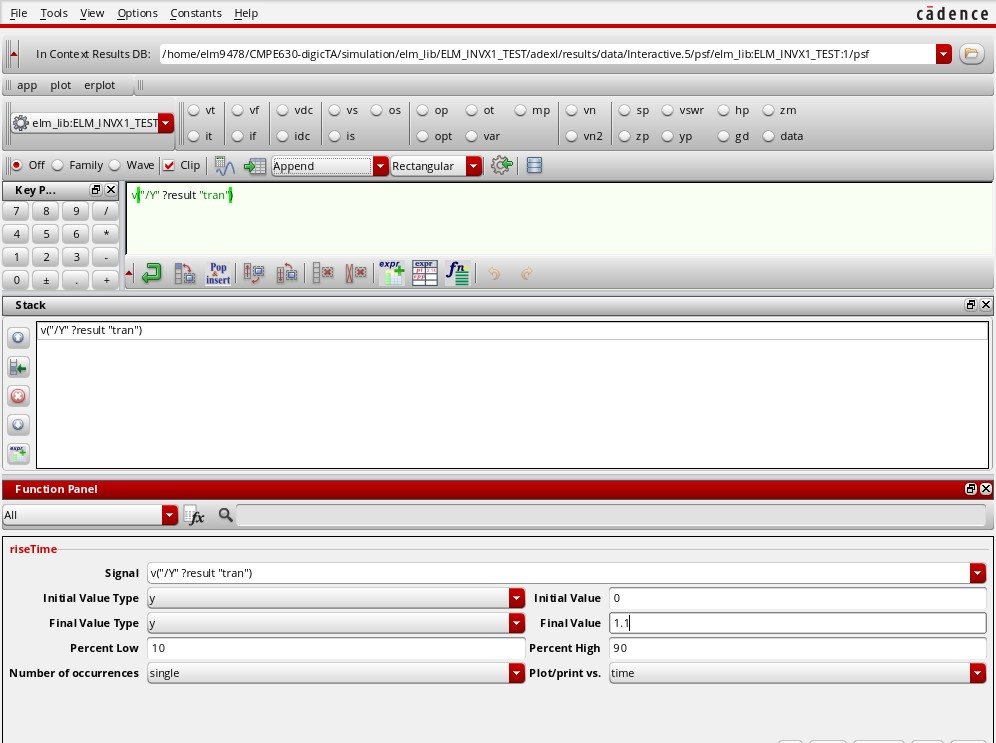 File Tools View Options Constants Help cādence
In Context Results DB: /home/elm9478/CMPE630-digicTA/simulation/elm_lib/ELM_INVX1_TEST/adexl/results/data/Interactive.5/psf/elm_lib:ELM_INVX1_TEST:1/psf
app plot erplot
vt vf vdc vs os op ot mp vn sp vswr hp zm
elm_lib:ELM_INVX1_TEST
it if idc is opt var vn2 zp yp gd data
Off Family Wave Clip Append Rectangular
Key P...
v("/Y" ?result "tran")
7 8 9 /
4 5 6 *
1 2 3 -
0 ± . +
Pop insert expr expr fn
Stack
v("/Y" ?result "tran")
expr
Function Panel
All fx
riseTime
Signal v("/Y" ?result "tran")
Initial Value Type y Initial Value 0
Final Value Type y Final Value 1.1
Percent Low 10 Percent High 90
Number of occurrences single Plot/print vs. time